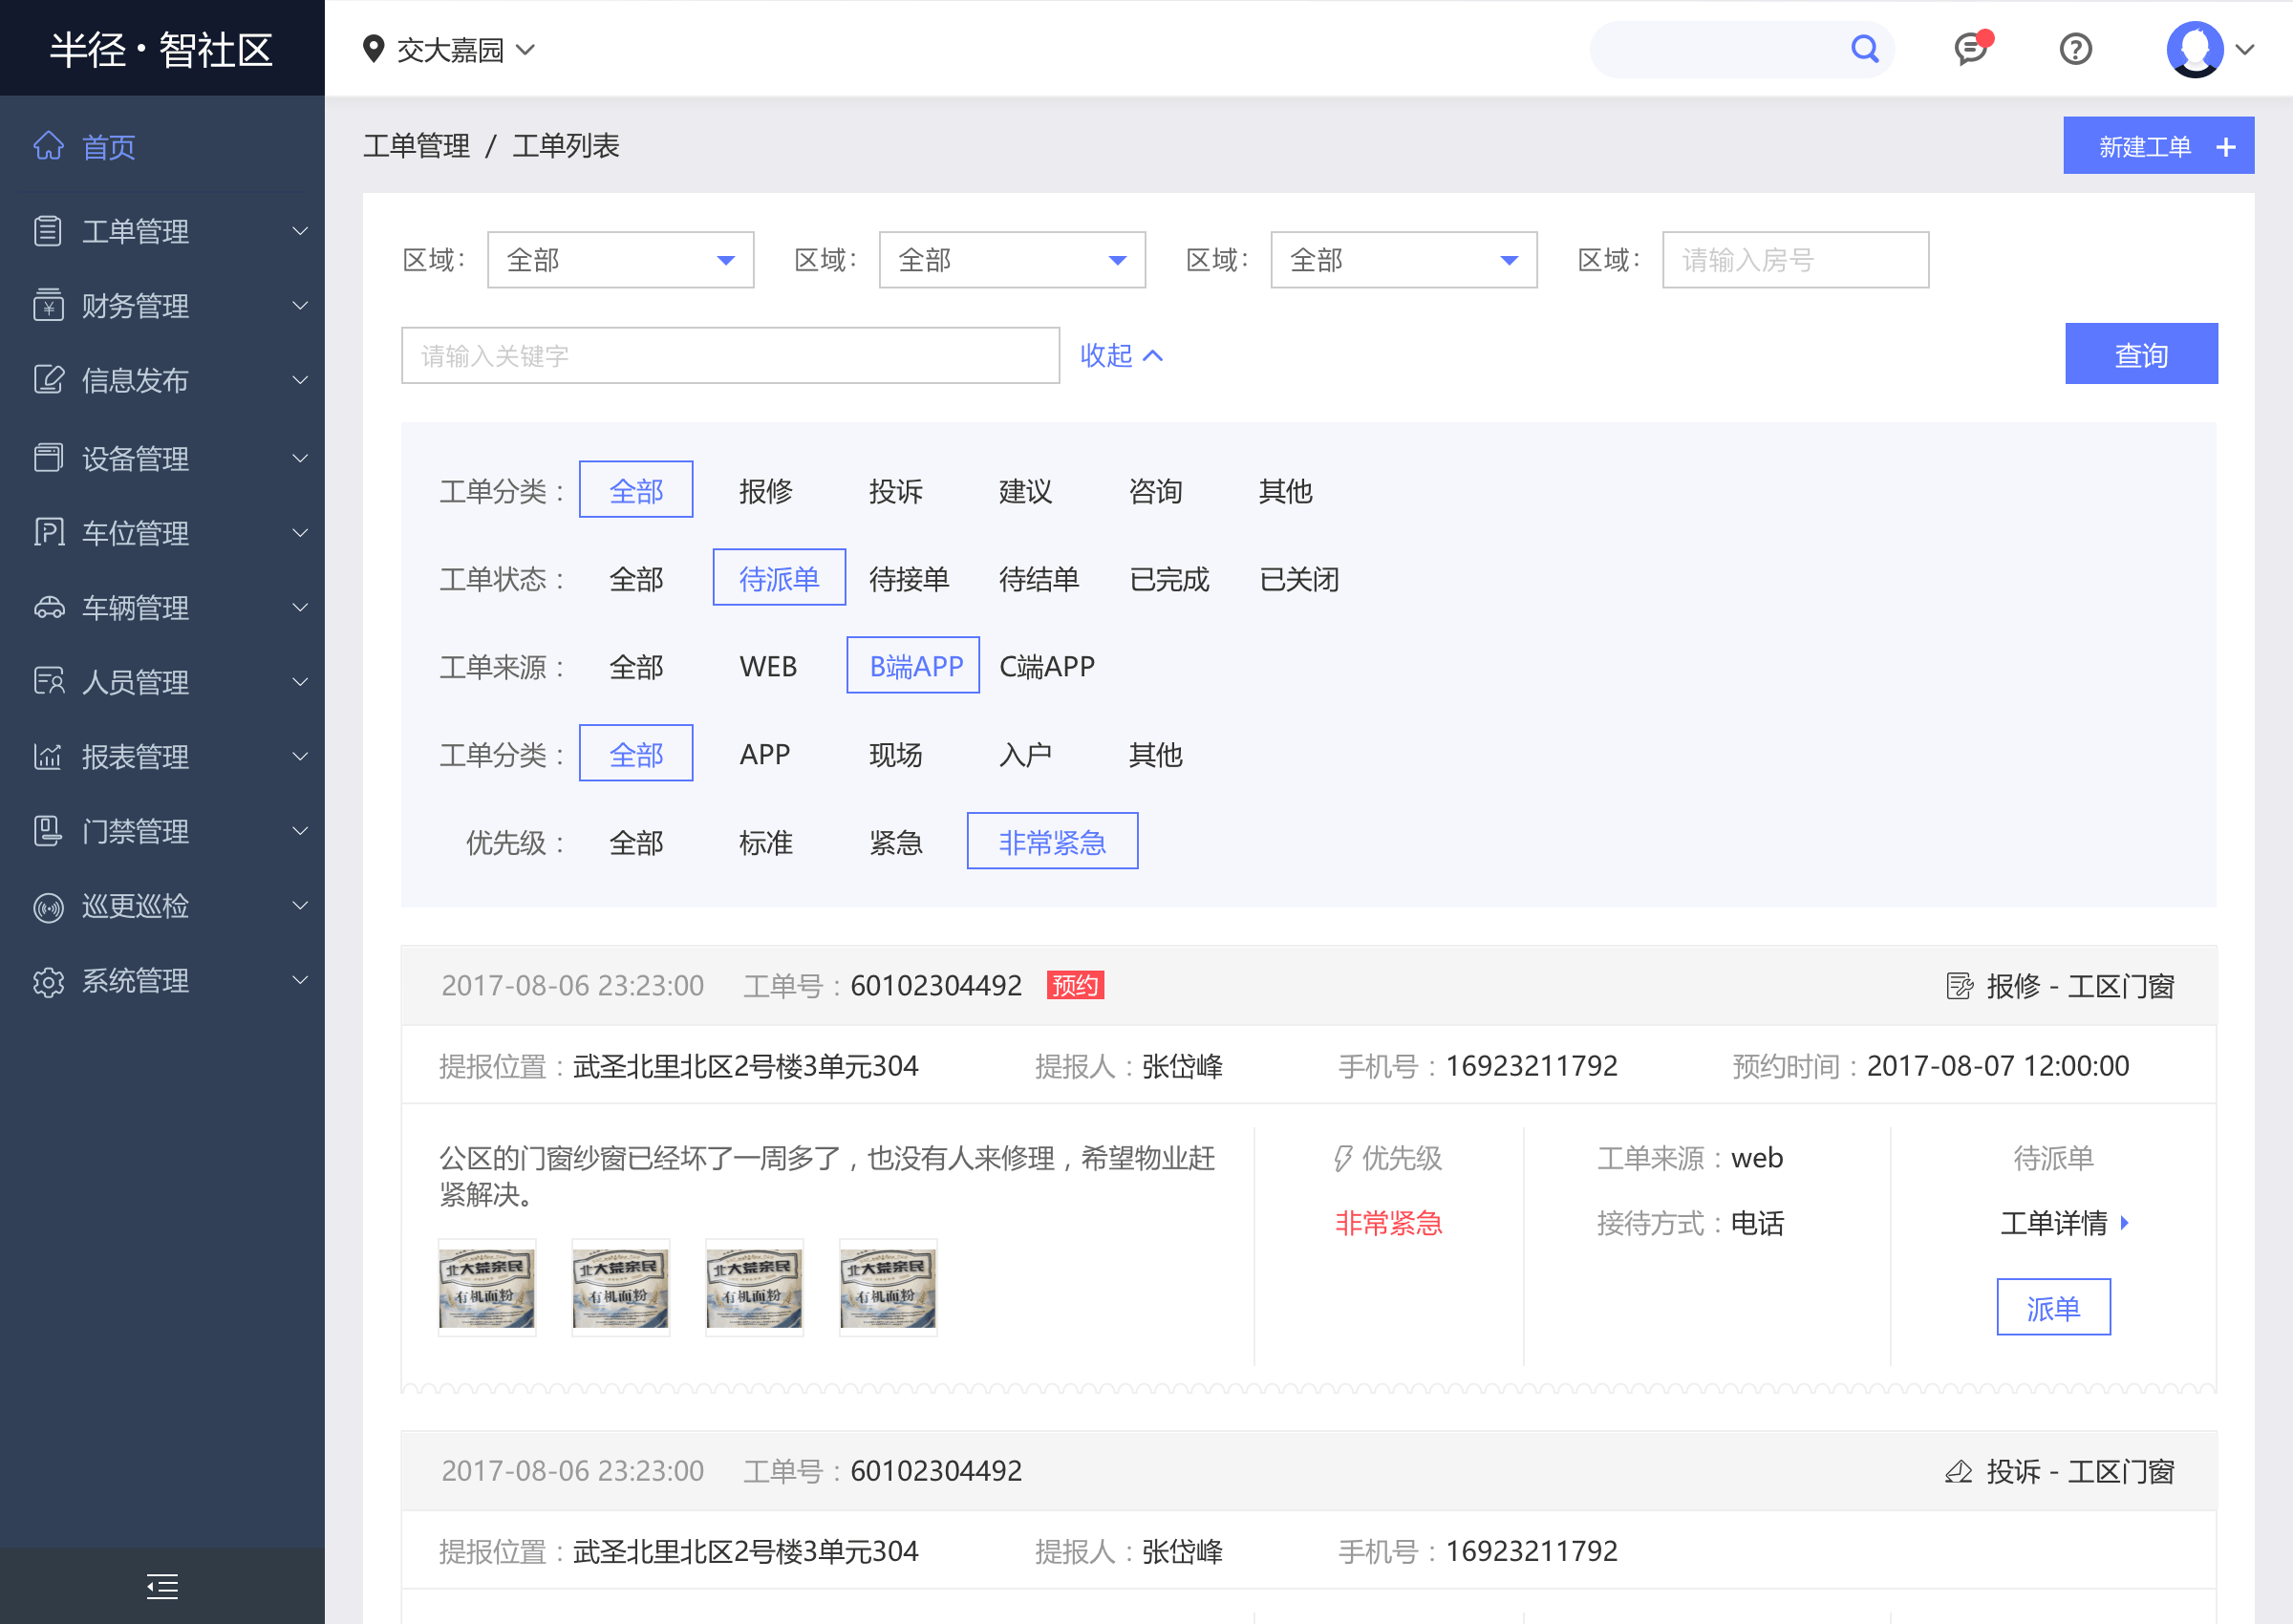 半径·智社区
交大嘉园
首页
工单管理
财务管理
信息发布
设备管理
车位管理
车辆管理
人员管理
报表管理
门禁管理
巡更巡检
系统管理
工单管理 / 工单列表
新建工单 +
区域： 全部 区域： 全部 区域： 全部 区域： 请输入房号
请输入关键字 收起 查询
工单分类： 全部 报修 投诉 建议 咨询 其他
工单状态： 全部 待派单 待接单 待结单 已完成 已关闭
工单来源： 全部 WEB B端APP C端APP
工单分类： 全部 APP 现场 入户 其他
优先级： 全部 标准 紧急 非常紧急
2017-08-06 23:23:00 工单号：60102304492 预约 报修 - 工区门窗
提报位置：武圣北里北区2号楼3单元304 提报人：张岱峰 手机号：16923211792 预约时间：2017-08-07 12:00:00
公区的门窗纱窗已经坏了一周多了，也没有人来修理，希望物业赶
紧解决。
北大荒亲民 北大荒亲民 北大荒亲民 北大荒亲民
有机面粉 有机面粉 有机面粉 有机面粉
优先级
非常紧急
工单来源：web
接待方式：电话
待派单
工单详情
派单
2017-08-06 23:23:00 工单号：60102304492 投诉 - 工区门窗
提报位置：武圣北里北区2号楼3单元304 提报人：张岱峰 手机号：16923211792